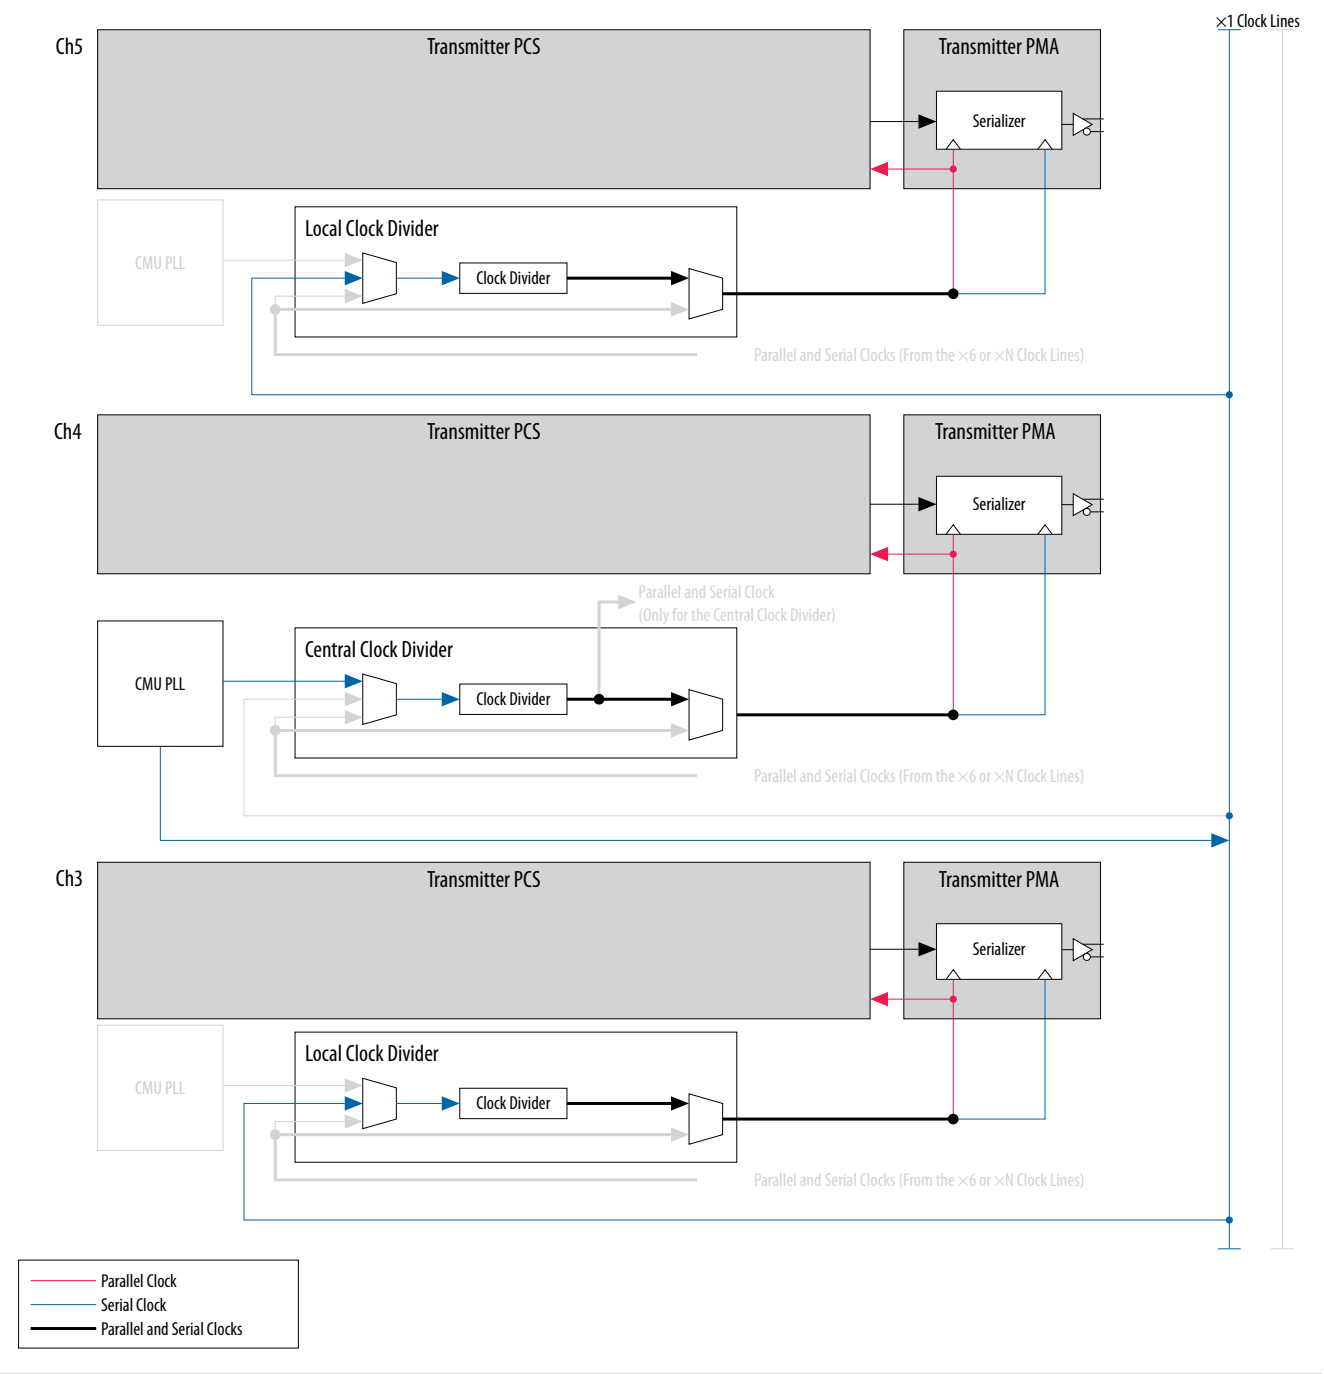 ×1 Clock Lines
Ch5
Transmitter PCS
Transmitter PMA
Serializer
Local Clock Divider
CMU PLL
Clock Divider
Parallel and Serial Clocks (From the ×6 or ×N Clock Lines)
Ch4
Transmitter PCS
Transmitter PMA
Serializer
Parallel and Serial Clock
(Only for the Central Clock Divider)
Central Clock Divider
CMU PLL
Clock Divider
Parallel and Serial Clocks (From the ×6 or ×N Clock Lines)
Ch3
Transmitter PCS
Transmitter PMA
Serializer
Local Clock Divider
CMU PLL
Clock Divider
Parallel and Serial Clocks (From the ×6 or ×N Clock Lines)
Parallel Clock
Serial Clock
Parallel and Serial Clocks